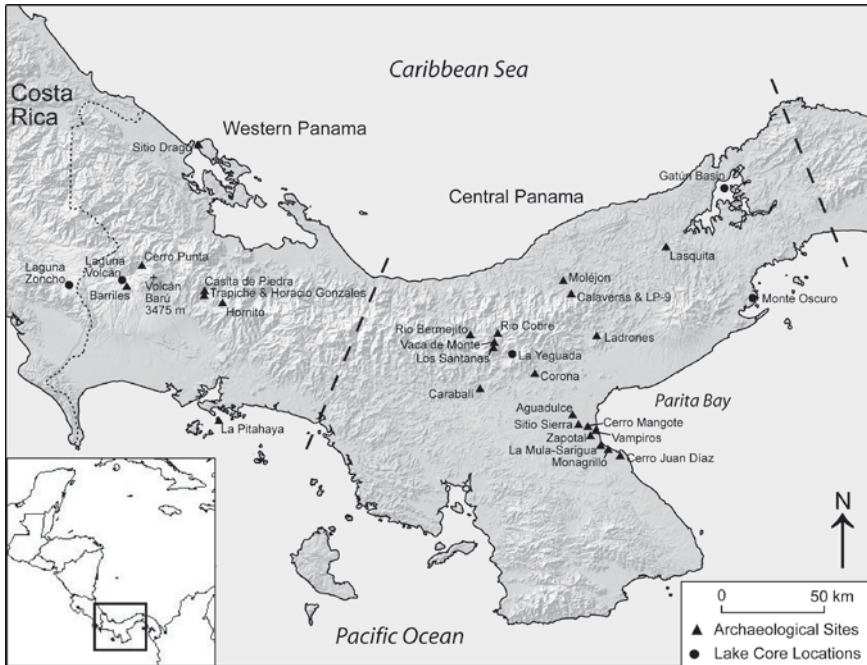 Caribbean Sea
Costa
Rica
Western Panama
Sitio Drago
Central Panama
Gatún Basin
Lasquita
Cerro Punta
Laguna
Volcán
Laguna
Zoncho
Barriles
Volcán
Barú
3475 m
Casita de Piedra
Trapiche & Horacio Gonzales
Hornito
Moléjon
Calaveras & LP-9
Monte Oscuro
Rio Bermejito
Rio Cobre
Vaca de Monte
Los Santanas
La Yeguada
Ladrones
Corona
Carabali
Parita Bay
Aguadulce
Sitio Sierra
Cerro Mangote
Zapotal
Vampiros
La Mula-Sarigua
Monagrillo
Cerro Juan Díaz
La Pitahaya
Pacific Ocean
N
0 50 km
Archaeological Sites
Lake Core Locations